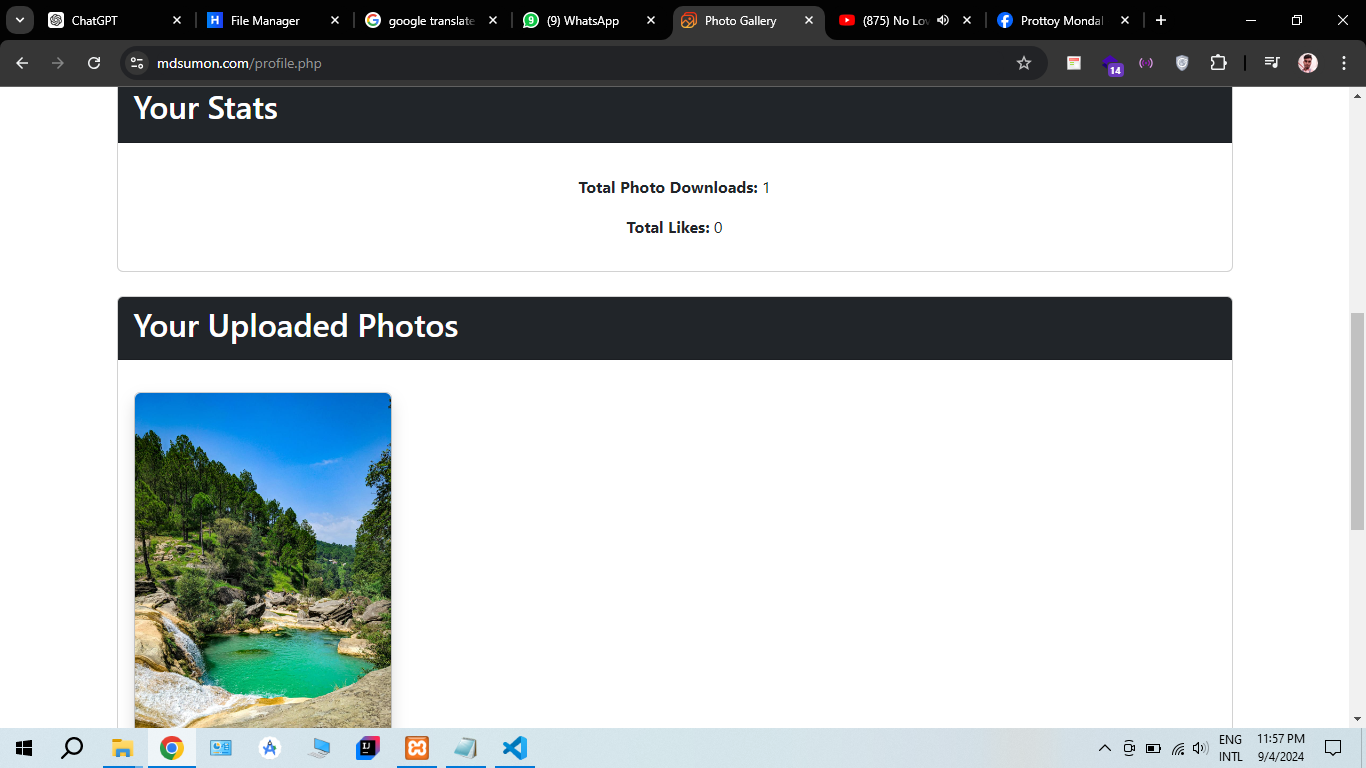 ChatGPT
File Manager
google translate
(9) WhatsApp
Photo Gallery
(875) No Lov
Prottoy Mondal
mdsumon.com/profile.php
14
Your Stats
Total Photo Downloads: 1
Total Likes: 0
Your Uploaded Photos
ENG
INTL
11:57 PM
9/4/2024